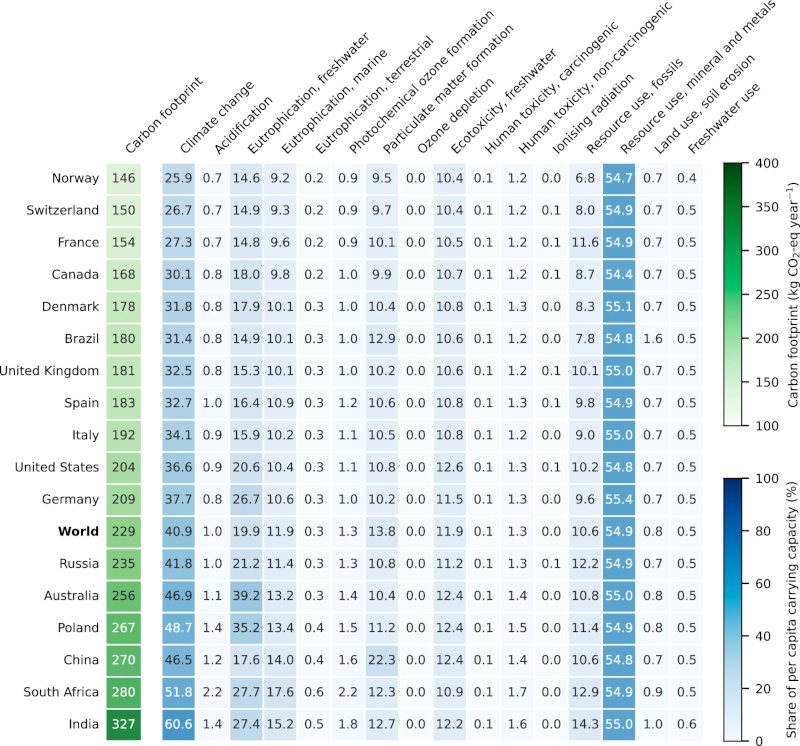 Carbon footprint
Climate change
Acidification
Eutrophication, freshwater
Eutrophication, marine
Eutrophication, terrestrial
Photochemical ozone formation
Particulate matter formation
Ozone depletion
Ecotoxicity, freshwater
Human toxicity, carcinogenic
Human toxicity, non-carcinogenic
Ionising radiation
Resource use, fossils
Resource use, mineral and metals
Land use, soil erosion
Freshwater use
Norway 146 25.9 0.7 14.6 9.2 0.2 0.9 9.5 0.0 10.4 0.1 1.2 0.0 6.8 54.7 0.7 0.4
Switzerland 150 26.7 0.7 14.9 9.3 0.2 0.9 9.7 0.0 10.4 0.1 1.2 0.1 8.0 54.9 0.7 0.5
France 154 27.3 0.7 14.8 9.6 0.2 0.9 10.1 0.0 10.5 0.1 1.2 0.1 11.6 54.9 0.7 0.5
Canada 168 30.1 0.8 18.0 9.8 0.2 1.0 9.9 0.0 10.7 0.1 1.2 0.1 8.7 54.4 0.7 0.5
Denmark 178 31.8 0.8 17.9 10.1 0.3 1.0 10.4 0.0 10.8 0.1 1.3 0.0 8.3 55.1 0.7 0.5
Brazil 180 31.4 0.8 14.9 10.1 0.3 1.0 12.9 0.0 10.6 0.1 1.2 0.0 7.8 54.8 1.6 0.5
United Kingdom 181 32.5 0.8 15.3 10.1 0.3 1.0 10.2 0.0 10.6 0.1 1.2 0.1 10.1 55.0 0.7 0.5
Spain 183 32.7 1.0 16.4 10.9 0.3 1.2 10.6 0.0 10.8 0.1 1.3 0.1 9.8 54.9 0.7 0.5
Italy 192 34.1 0.9 15.9 10.2 0.3 1.1 10.5 0.0 10.8 0.1 1.2 0.0 9.0 55.0 0.7 0.5
United States 204 36.6 0.9 20.6 10.4 0.3 1.1 10.8 0.0 12.6 0.1 1.3 0.1 10.2 54.8 0.7 0.5
Germany 209 37.7 0.8 26.7 10.6 0.3 1.0 10.2 0.0 11.5 0.1 1.3 0.0 9.6 55.4 0.7 0.5
World 229 40.9 1.0 19.9 11.9 0.3 1.3 13.8 0.0 11.9 0.1 1.3 0.0 10.6 54.9 0.8 0.5
Russia 235 41.8 1.0 21.2 11.4 0.3 1.3 10.8 0.0 11.2 0.1 1.3 0.1 12.2 54.9 0.7 0.5
Australia 256 46.9 1.1 39.2 13.2 0.3 1.4 10.4 0.0 12.4 0.1 1.4 0.0 10.8 55.0 0.8 0.5
Poland 267 48.7 1.4 35.2 13.4 0.4 1.5 11.2 0.0 12.4 0.1 1.5 0.0 11.4 54.9 0.8 0.5
China 270 46.5 1.2 17.6 14.0 0.4 1.6 22.3 0.0 12.4 0.1 1.4 0.0 10.6 54.8 0.7 0.5
South Africa 280 51.8 2.2 27.7 17.6 0.6 2.2 12.3 0.0 10.9 0.1 1.7 0.0 12.9 54.9 0.9 0.5
India 327 60.6 1.4 27.4 15.2 0.5 1.8 12.7 0.0 12.2 0.1 1.6 0.0 14.3 55.0 1.0 0.6
400
350
300
250
200
150
100
Carbon footprint (kg CO₂-eq year⁻¹)
100
80
60
40
20
0
Share of per capita carrying capacity (%)